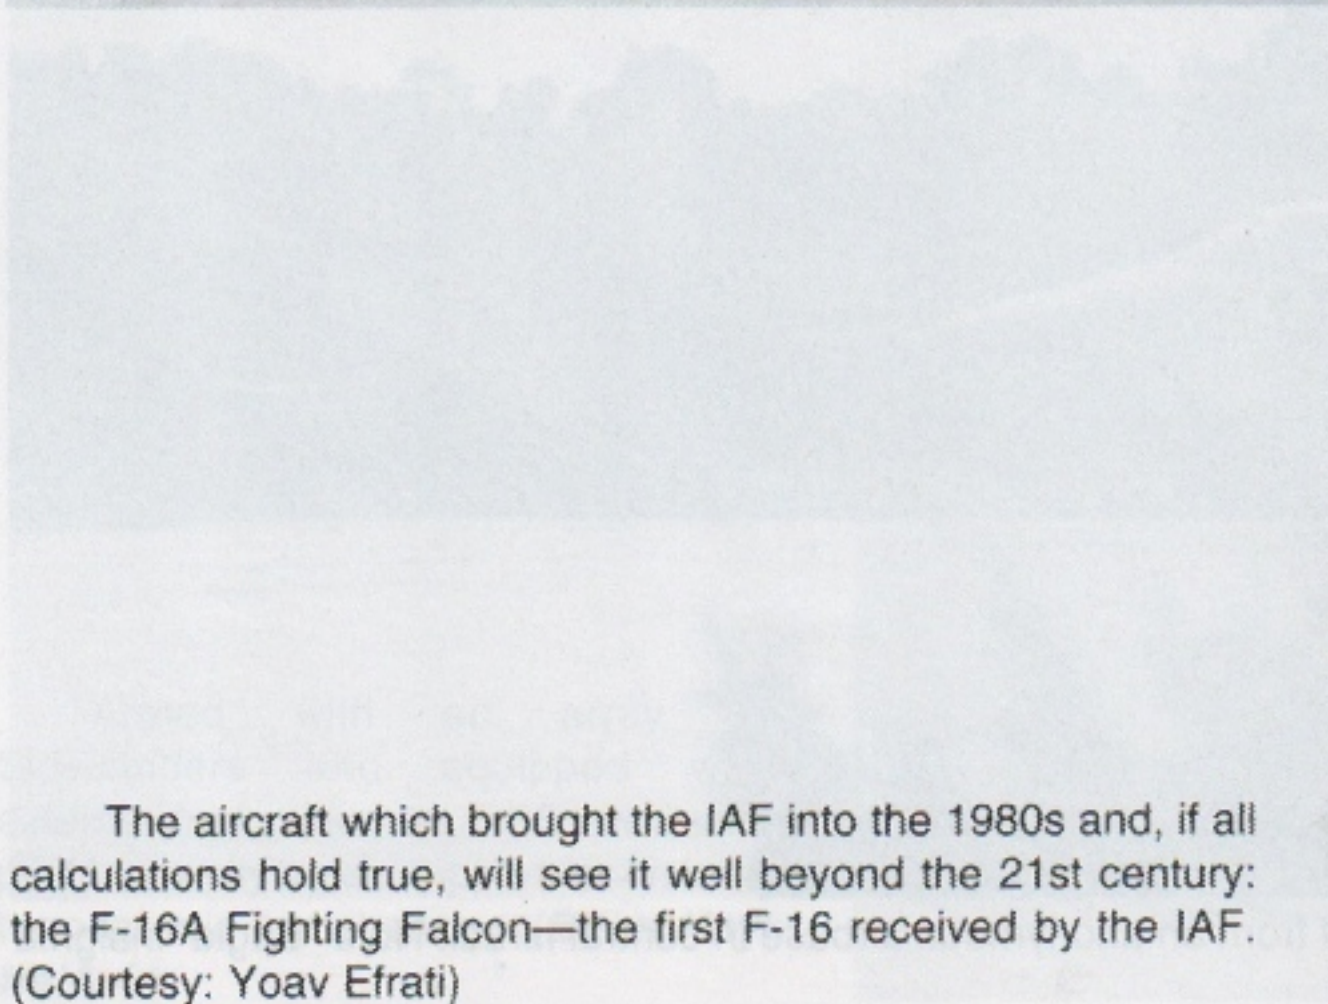 The aircraft which brought the IAF into the 1980s and, if all
calculations hold true, will see it well beyond the 21st century:
the F-16A Fighting Falcon—the first F-16 received by the IAF.
(Courtesy: Yoav Efrati)